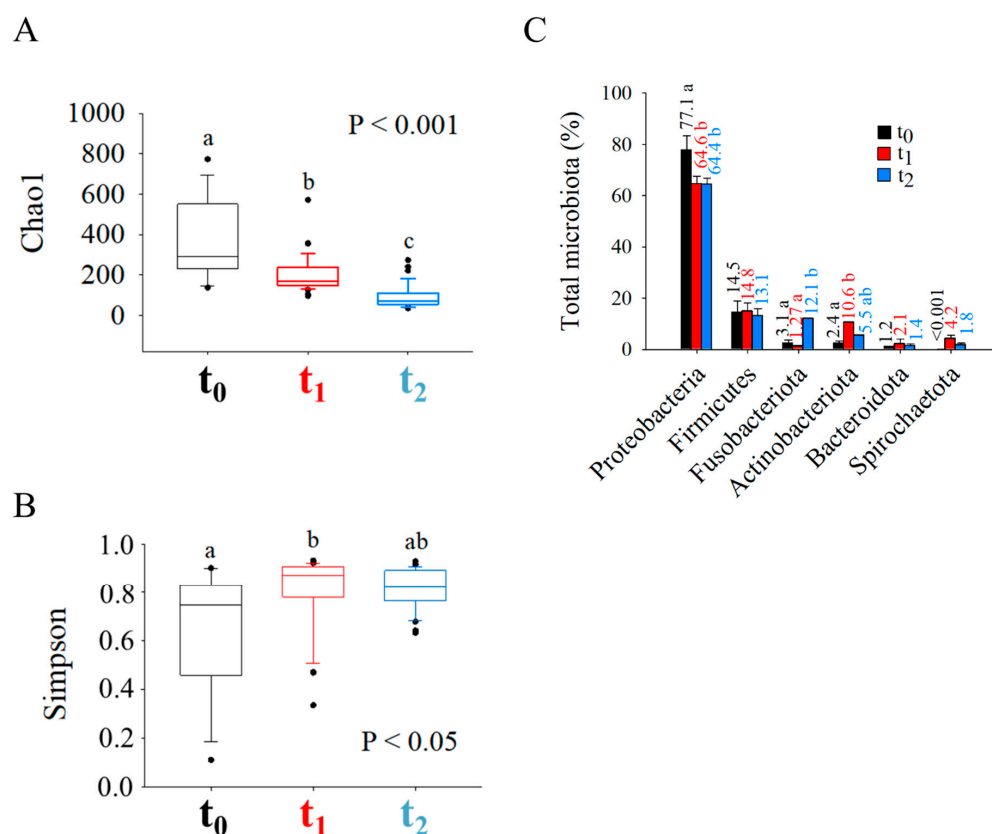 A
Chao1
1000
800
600
400
200
0
P < 0.001
a
b
c
t0
t1
t2
B
Simpson
1.0
0.8
0.6
0.4
0.2
0.0
a
b
ab
P < 0.05
t0
t1
t2
C
Total microbiota (%)
100
80
60
40
20
0
t0
t1
t2
77.1 a
64.6 b
64.4 b
14.5
14.8
13.1
3.1 a
1.27 a
12.1 b
2.4 a
10.6 b
5.5 ab
1.2
2.1
1.4
<0.001
4.2
1.8
Proteobacteria
Firmicutes
Fusobacteriota
Actinobacteriota
Bacteroidota
Spirochaetota